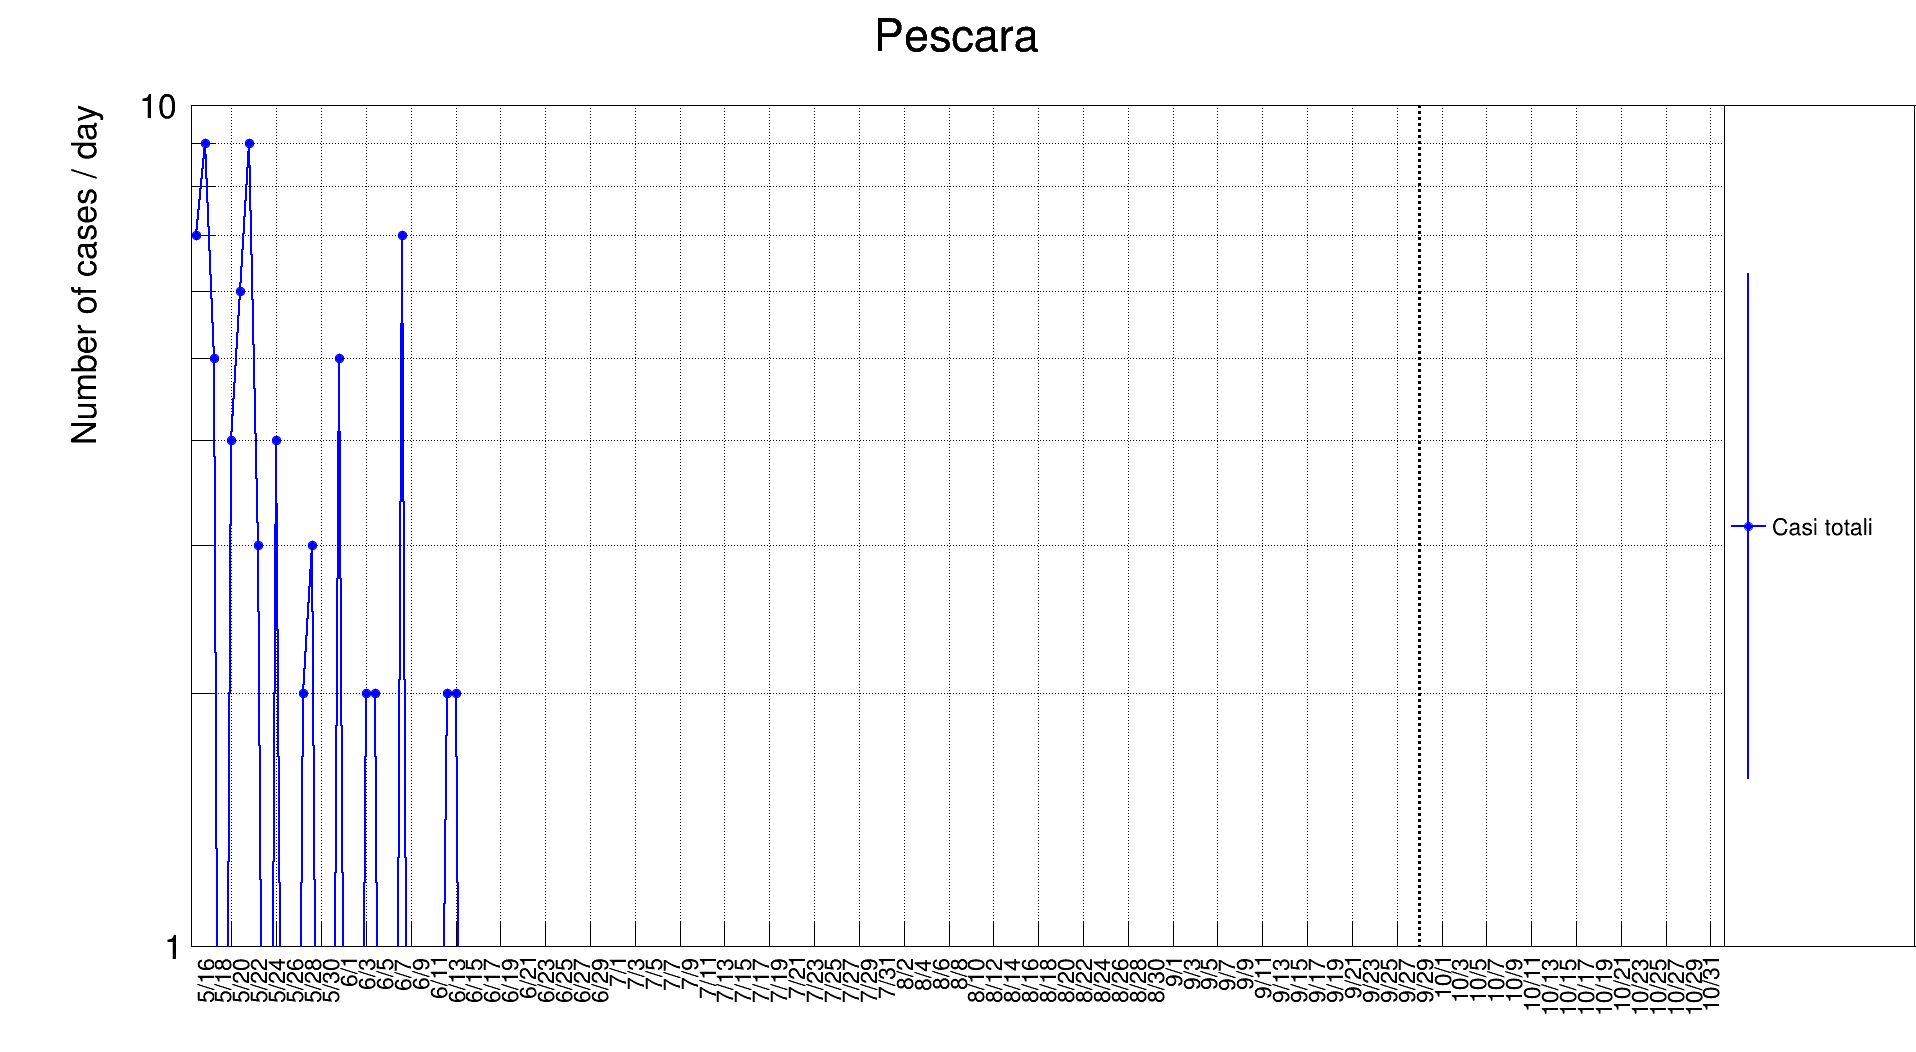 Pescara
Number of cases / day
10
1
5/16 5/18 5/20 5/22 5/24 5/26 5/28 5/30 6/1 6/3 6/5 6/7 6/9 6/11 6/13 6/15 6/17 6/19 6/21 6/23 6/25 6/27 6/29 7/1 7/3 7/5 7/7 7/9 7/11 7/13 7/15 7/17 7/19 7/21 7/23 7/25 7/27 7/29 7/31 8/2 8/4 8/6 8/8 8/10 8/12 8/14 8/16 8/18 8/20 8/22 8/24 8/26 8/28 8/30 9/1 9/3 9/5 9/7 9/9 9/11 9/13 9/15 9/17 9/19 9/21 9/23 9/25 9/27 9/29 10/1 10/3 10/5 10/7 10/9 10/11 10/13 10/15 10/17 10/19 10/21 10/23 10/25 10/27 10/29 10/31
Casi totali